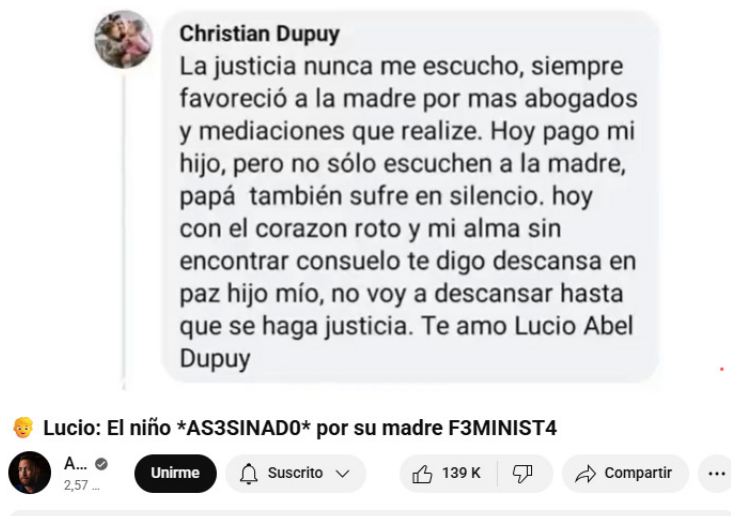 Christian Dupuy
La justicia nunca me escucho, siempre
favoreció a la madre por mas abogados
y mediaciones que realize. Hoy pago mi
hijo, pero no sólo escuchen a la madre,
papá también sufre en silencio. hoy
con el corazon roto y mi alma sin
encontrar consuelo te digo descansa en
paz hijo mío, no voy a descansar hasta
que se haga justicia. Te amo Lucio Abel
Dupuy
Lucio: El niño *AS3SINAD0* por su madre F3MINIST4
A...
2,57 ...
Unirme
Suscrito
139 K
Compartir